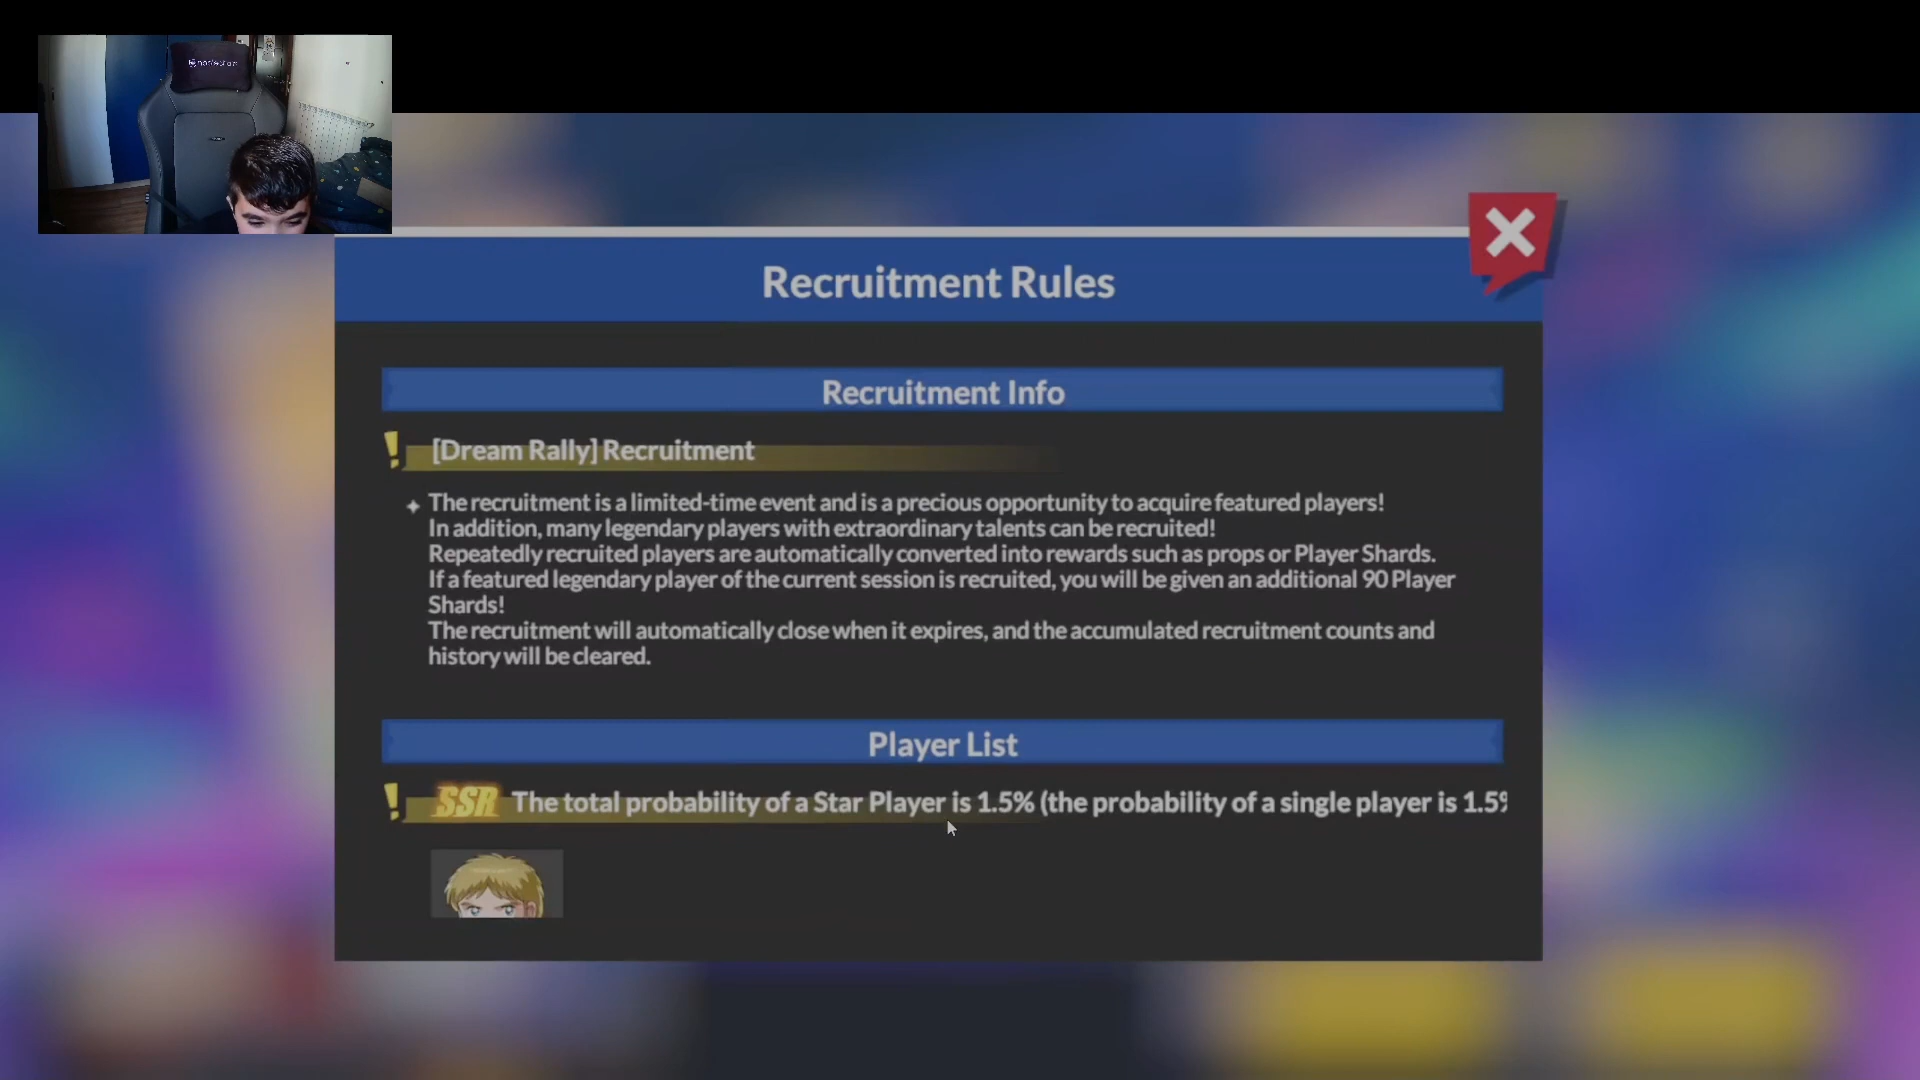 Recruitment Rules
Recruitment Info
[Dream Rally] Recruitment
The recruitment is a limited-time event and is a precious opportunity to acquire featured players!
In addition, many legendary players with extraordinary talents can be recruited!
Repeatedly recruited players are automatically converted into rewards such as props or Player Shards.
If a featured legendary player of the current session is recruited, you will be given an additional 90 Player
Shards!
The recruitment will automatically close when it expires, and the accumulated recruitment counts and
history will be cleared.
Player List
SSR The total probability of a Star Player is 1.5% (the probability of a single player is 1.5%